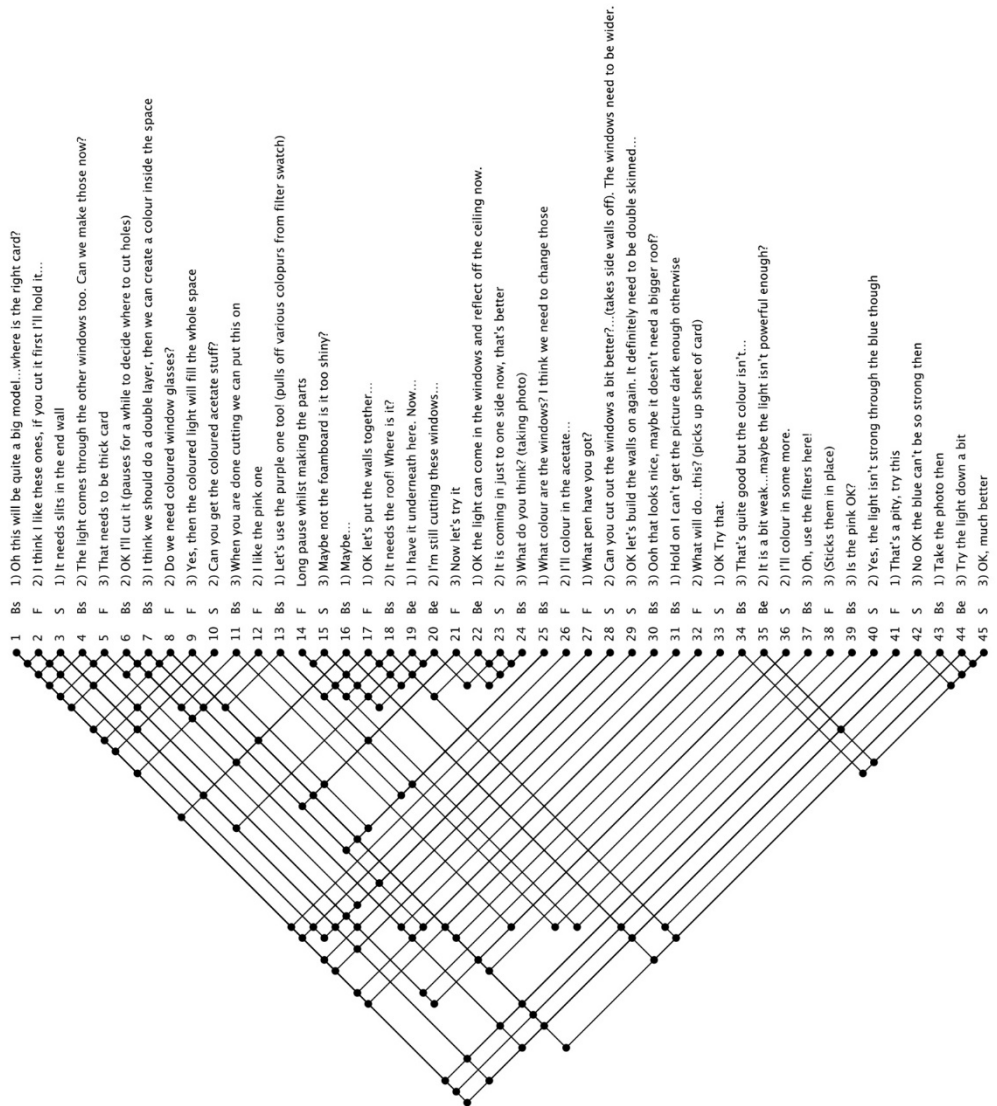 1 Bs 1) Oh this will be quite a big model...where is the right card?
2 F 2) I think I like these ones, if you cut it first I'll hold it...
3 S 1) It needs slits in the end wall
4 Bs 2) The light comes through the other windows too. Can we make those now?
5 F 3) That needs to be thick card
6 Bs 2) OK I'll cut it (pauses for a while to decide where to cut holes)
7 Bs 3) I think we should do a double layer, then we can create a colour inside the space
8 F 2) Do we need coloured window glasses?
9 F 3) Yes, then the coloured light will fill the whole space
10 S 2) Can you get the coloured acetate stuff?
11 Bs 3) When you are done cutting we can put this on
12 F 2) I like the pink one
13 Bs 1) Let's use the purple one too! (pulls off various colopurs from filter swatch)
14 F Long pause whilst making the parts
15 S 3) Maybe not the foamboard is it too shiny?
16 Bs 1) Maybe...
17 F 1) OK let's put the walls together...
18 Bs 2) It needs the roof! Where is it?
19 Be 1) I have it underneath here. Now...
20 Be 2) I'm still cutting these windows...
21 F 3) Now let's try it
22 Be 1) OK the light can come in the windows and reflect off the ceiling now.
23 S 2) It is coming in just to one side now, that's better
24 Bs 3) What do you think? (taking photo)
25 Bs 1) What colour are the windows? I think we need to change those
26 F 2) I'll colour in the acetate...
27 F 1) What pen have you got?
28 S 2) Can you cut out the windows a bit better?...(takes side walls off). The windows need to be wider.
29 S 3) OK let's build the walls on again. It definitely need to be double skinned...
30 Bs 3) Ooh that looks nice, maybe it doesn't need a bigger roof?
31 Bs 1) Hold on I can't get the picture dark enough otherwise
32 F 2) What will do...this? (picks up sheet of card)
33 S 1) OK Try that.
34 Bs 3) That's quite good but the colour isn't...
35 Be 2) It is a bit weak...maybe the light isn't powerful enough?
36 S 2) I'll colour in some more.
37 Bs 3) Oh, use the filters here!
38 F 3) (Sticks them in place)
39 Bs 3) Is the pink OK?
40 S 2) Yes, the light isn't strong through the blue though
41 F 1) That's a pity, try this
42 S 3) No OK the blue can't be so strong then
43 Bs 1) Take the photo then
44 Be 3) Try the light down a bit
45 S 3) OK, much better